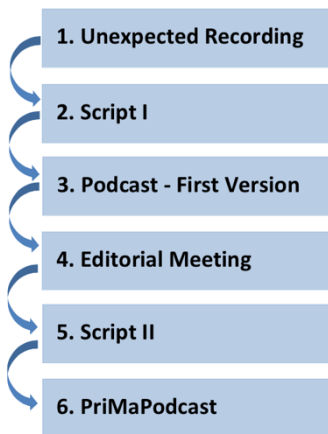 1. Unexpected Recording
2. Script I
3. Podcast - First Version
4. Editorial Meeting
5. Script II
6. PriMaPodcast